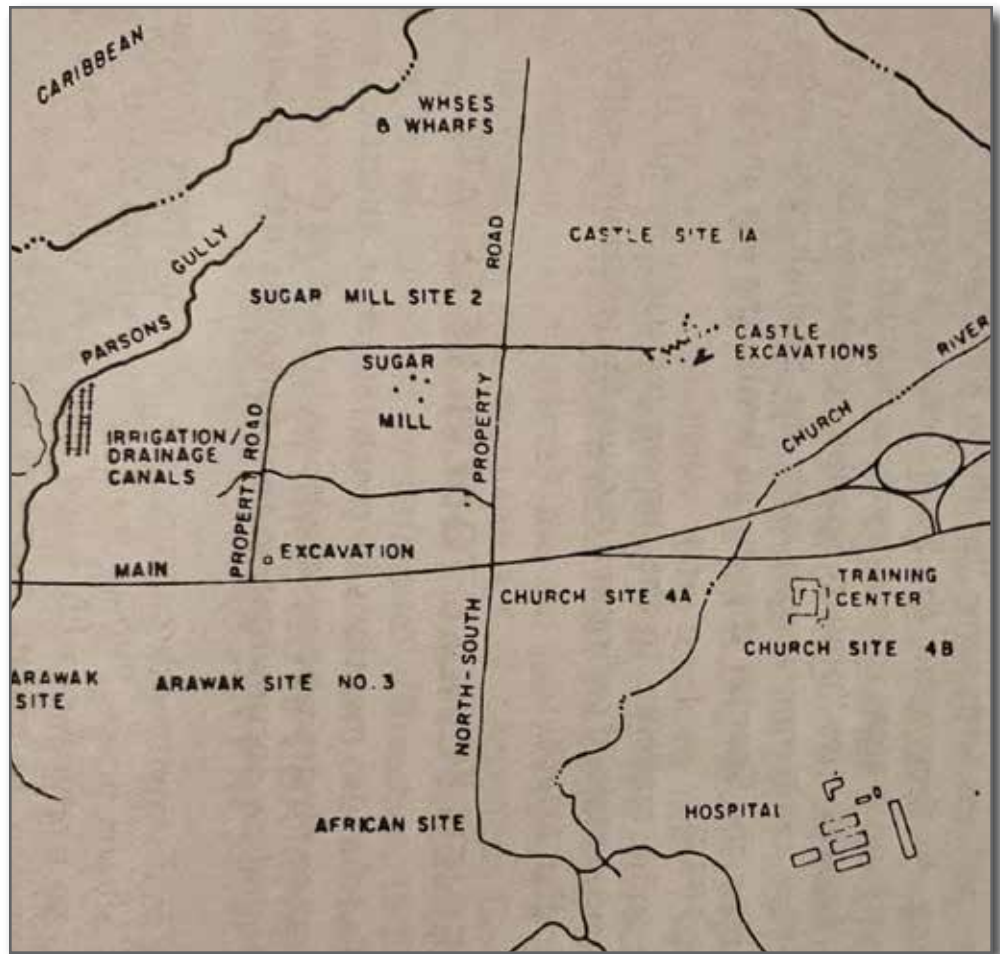 CARIBBEAN
WHSES
& WHARFS
GULLY
ROAD
CASTLE SITE 1A
SUGAR MILL SITE 2
PARSONS
SUGAR
MILL
CASTLE
EXCAVATIONS
RIVER
CHURCH
PROPERTY
IRRIGATION/
DRAINAGE
CANALS
PROPERTY ROAD
EXCAVATION
MAIN
CHURCH SITE 4A
TRAINING
CENTER
CHURCH SITE 4B
ARAWAK
SITE
ARAWAK SITE NO.3
NORTH-SOUTH
AFRICAN SITE
HOSPITAL